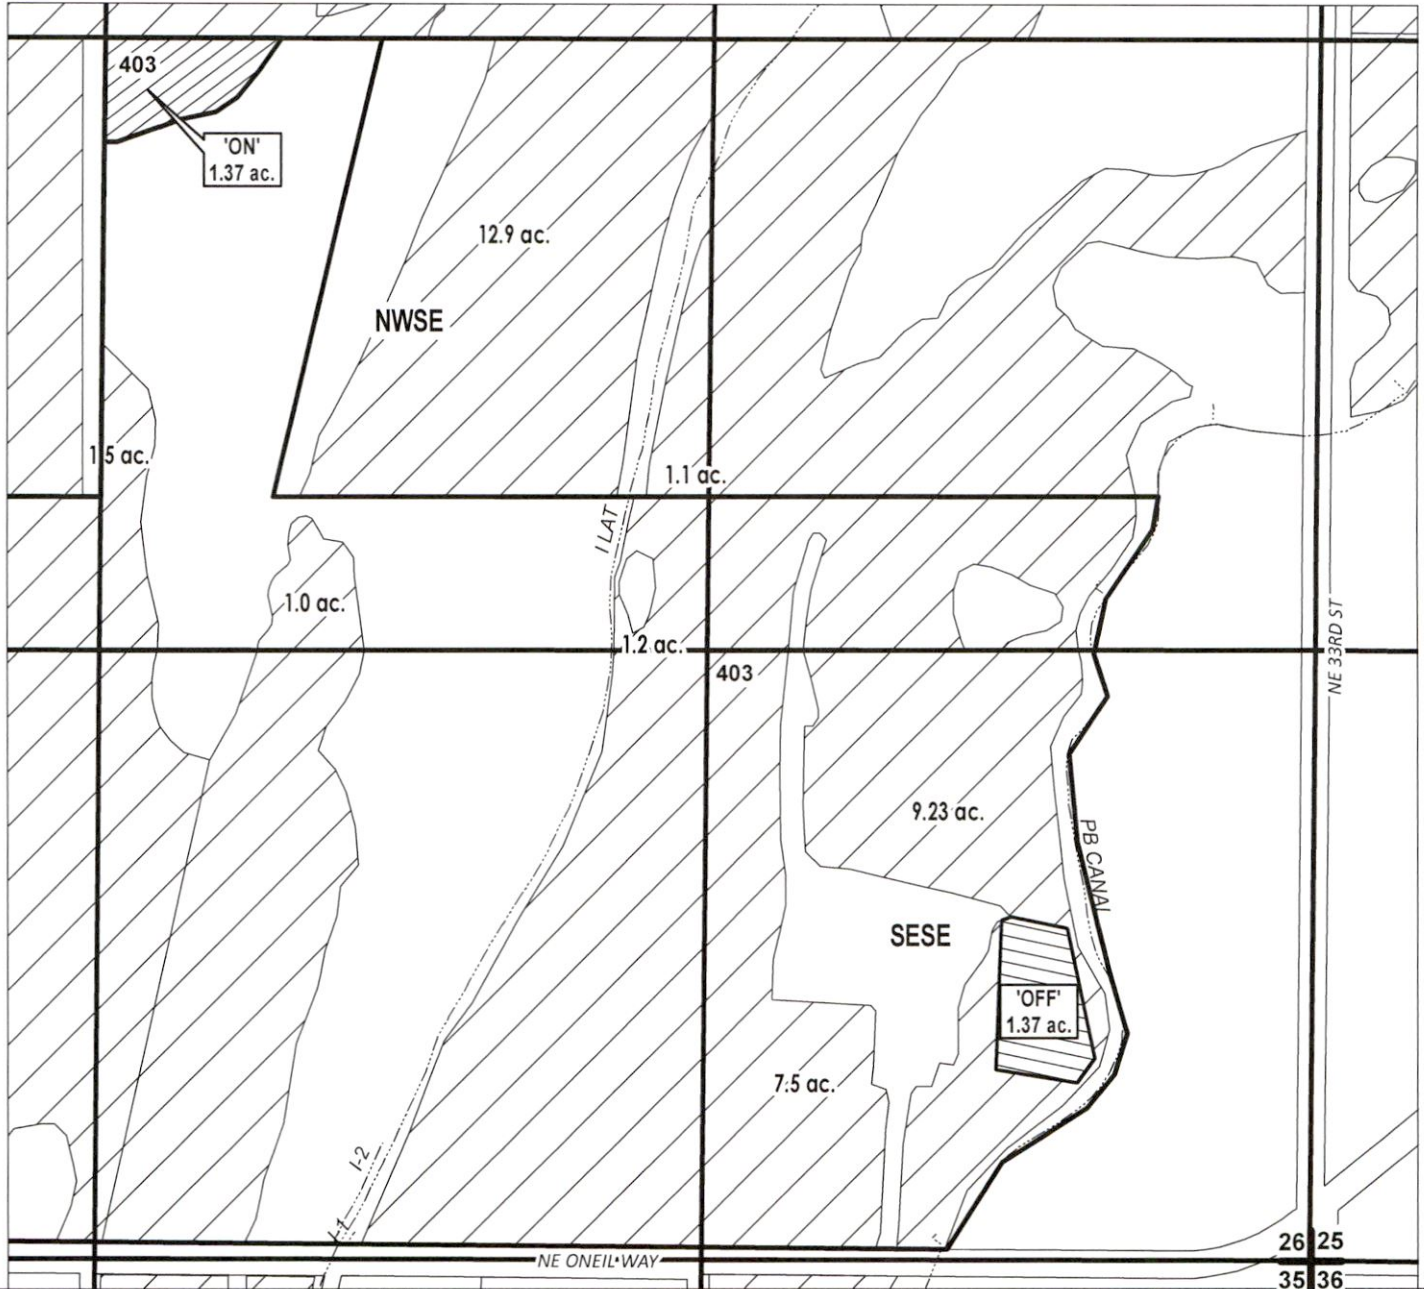 403
'ON'
1.37 ac.
12.9 ac.
NWSE
1.5 ac.
1.1 ac.
I LAT
1.0 ac.
1.2 ac.
403
NE 33RD ST
9.23 ac.
PB CANAL
SESE
'OFF'
1.37 ac.
7.5 ac.
I-2
I-1
NE ONEIL WAY
26 25
35 36